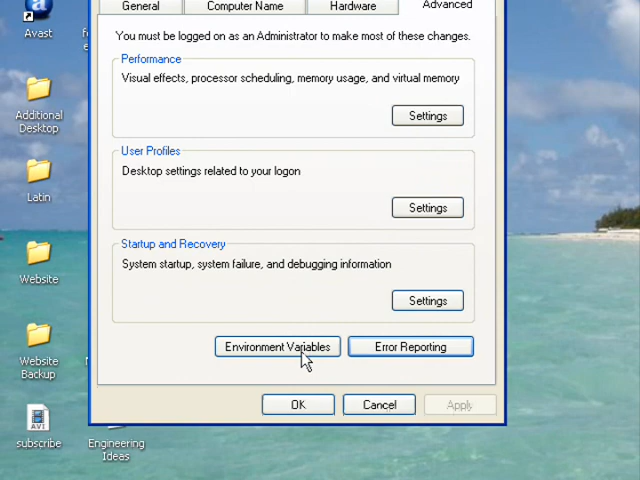 General
Computer Name
Hardware
Advanced
You must be logged on as an Administrator to make most of these changes.
Performance
Visual effects, processor scheduling, memory usage, and virtual memory
Settings
User Profiles
Desktop settings related to your logon
Settings
Startup and Recovery
System startup, system failure, and debugging information
Settings
Environment Variables
Error Reporting
OK
Cancel
Apply
Avast
Additional
Desktop
Latin
Website
Website
Backup
AVI
subscribe
Engineering
Ideas